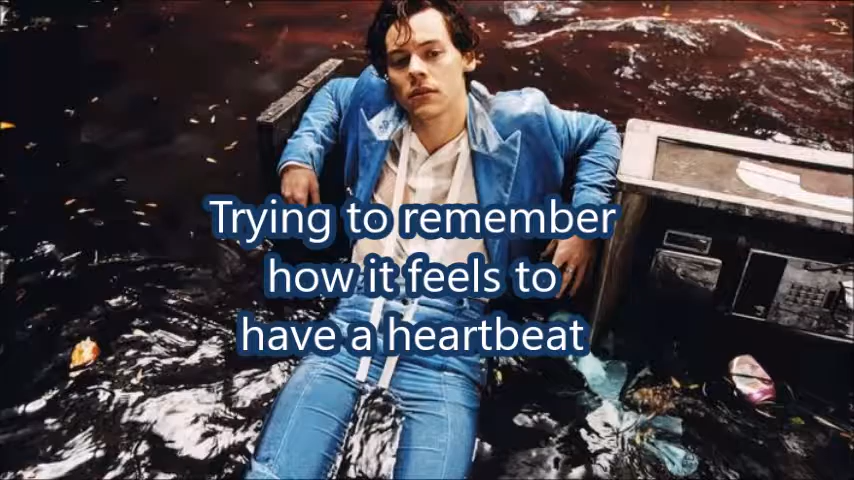 Trying to remember
how it feels to
have a heartbeat